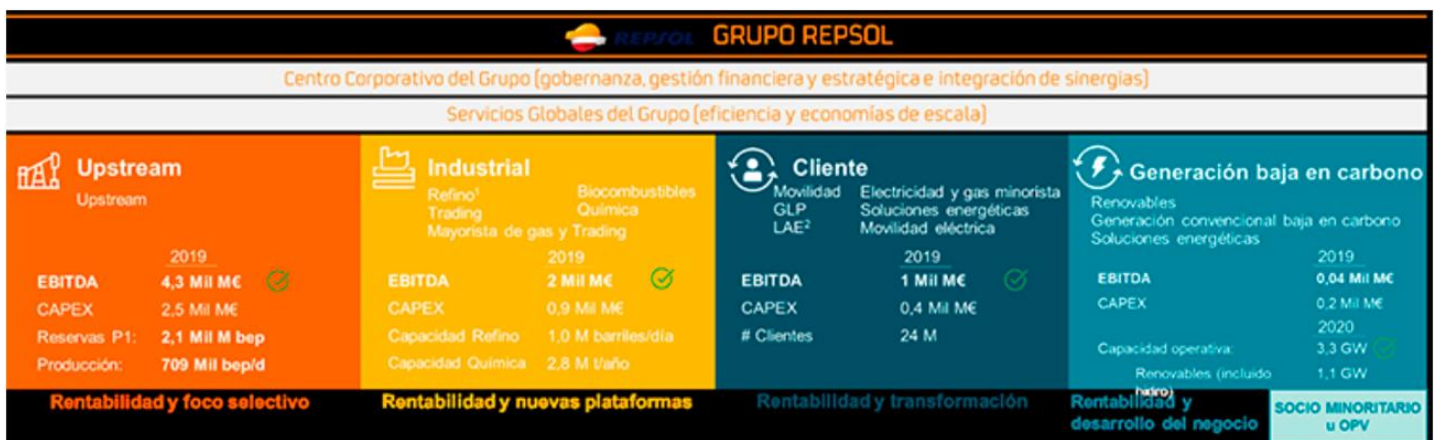 REPSOL GRUPO REPSOL
Centro Corporativo del Grupo (gobernanza, gestión financiera y estratégica e integración de sinergias)
Servicios Globales del Grupo (eficiencia y economías de escala)
Upstream
Upstream
2019
EBITDA 4,3 Mil M€
CAPEX 2,5 Mil M€
Reservas P1: 2,1 Mil M bep
Producción: 709 Mil bep/d
Rentabilidad y foco selectivo
Industrial
Refino¹ Biocombustibles
Trading Química
Mayorista de gas y Trading
2019
EBITDA 2 Mil M€
CAPEX 0,9 Mil M€
Capacidad Refino 1,0 M barriles/día
Capacidad Química 2,8 M t/año
Rentabilidad y nuevas plataformas
Cliente
Movilidad Electricidad y gas minorista
GLP Soluciones energéticas
LAE² Movilidad eléctrica
2019
EBITDA 1 Mil M€
CAPEX 0,4 Mil M€
# Clientes 24 M
Rentabilidad y transformación
Generación baja en carbono
Renovables
Generación convencional baja en carbono
Soluciones energéticas
2019
EBITDA 0,04 Mil M€
CAPEX 0,2 Mil M€
2020
Capacidad operativa: 3,3 GW
Renovables (incluido 1,1 GW
hidro)
Rentabilidad y
desarrollo del negocio
SOCIO MINORITARIO
u OPV